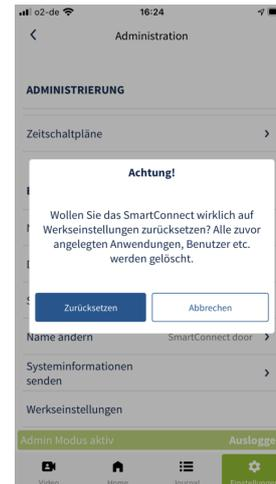 o2-de 16:24
Administration
ADMINISTRIERUNG
Zeitschaltpläne
Achtung!
Wollen Sie das SmartConnect wirklich auf
Werkseinstellungen zurücksetzen? Alle zuvor
angelegten Anwendungen, Benutzer etc.
werden gelöscht.
Zurücksetzen Abbrechen
Name ändern SmartConnect door
Systeminformationen
senden
Werkseinstellungen
Admin Modus aktiv Auslogge
Video Home Journal Einstellungen